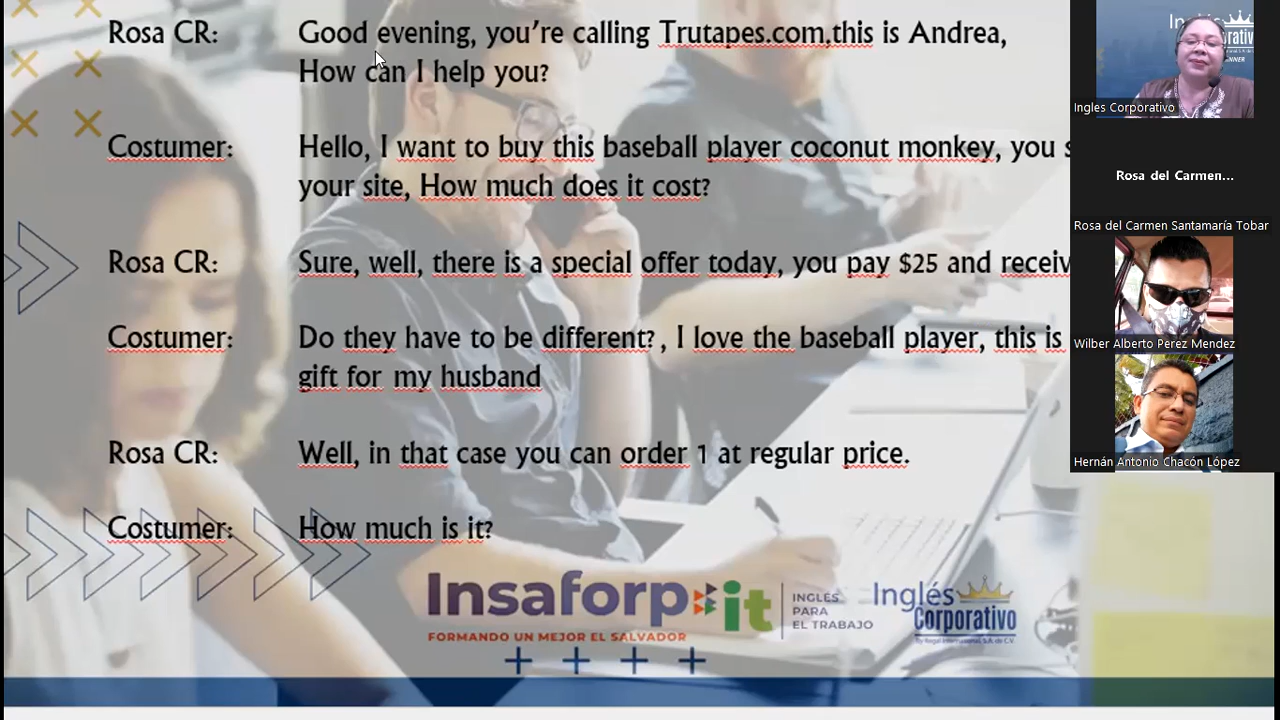 Rosa CR: Good evening, you're calling Trutapes.com,this is Andrea,
How can I help you?
Costumer: Hello, I want to buy this baseball player coconut monkey, you
your site, How much does it cost?
Rosa CR: Sure, well, there is a special offer today, you pay $25 and
Costumer: Do they have to be different? , I love the baseball player, this is
gift for my husband
Rosa CR: Well, in that case you can order 1 at regular price.
Costumer: How much is it?
Insaforp it
FORMANDO UN MEJOR EL SALVADOR
INGLÉS
PARA
EL TRABAJO
Inglés
Corporativo
Ingles Corporativo
Rosa del Carmen...
Rosa del Carmen Santamaría Tobar
Wilber Alberto Perez Mendez
Hernán Antonio Chacón López